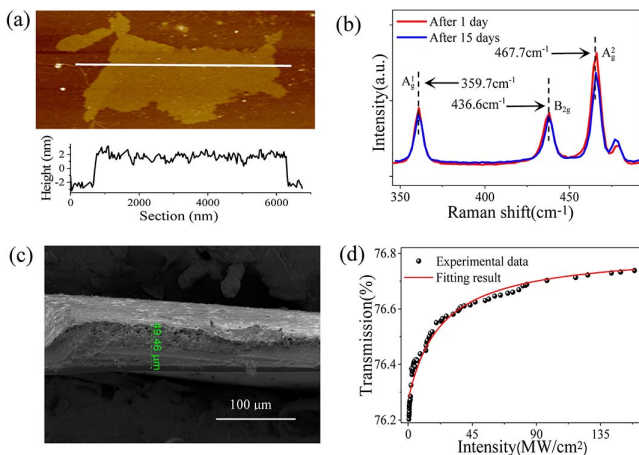 (a)
Height (nm)
2
0
-2
0
2000
4000
6000
Section (nm)
(b)
After 1 day
After 15 days
467.7cm⁻¹
A²g
A¹g
359.7cm⁻¹
436.6cm⁻¹
B2g
Intensity(a.u.)
350
400
450
Raman shift(cm⁻¹)
(c)
49.46 µm
100 µm
(d)
76.8
76.6
76.4
76.2
Transmission(%)
Experimental data
Fitting result
0
45
90
135
Intensity(MW/cm²)